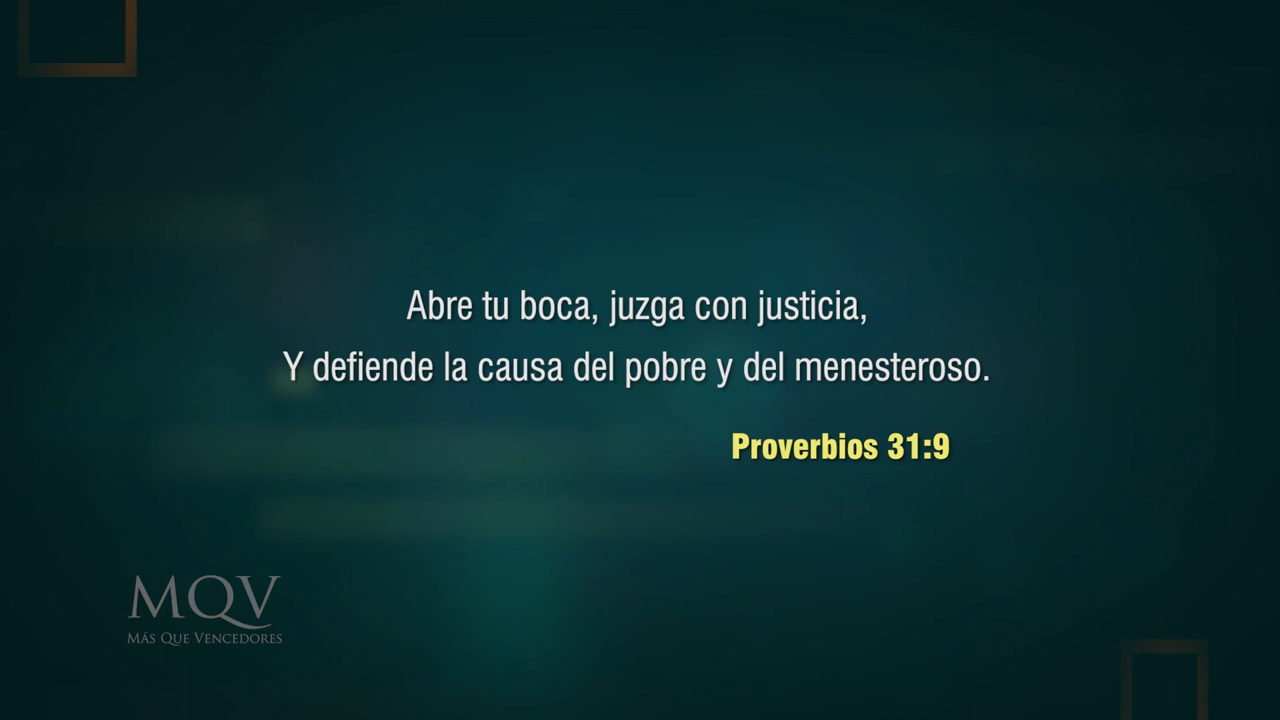 Abre tu boca, juzga con justicia,
Y defiende la causa del pobre y del menesteroso.
Proverbios 31:9
MQV
MÁS QUE VENCEDORES